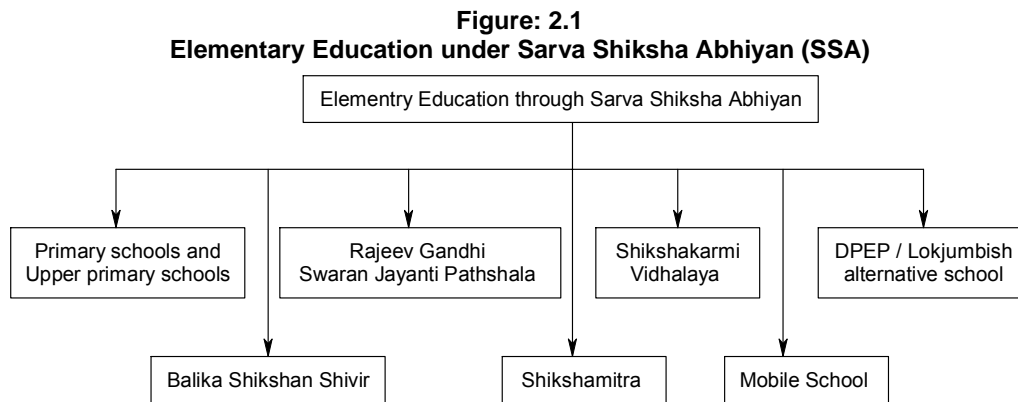 Figure: 2.1
Elementary Education under Sarva Shiksha Abhiyan (SSA)
Elementry Education through Sarva Shiksha Abhiyan
Primary schools and
Upper primary schools
Rajeev Gandhi
Swaran Jayanti Pathshala
Shikshakarmi
Vidhalaya
DPEP / Lokjumbish
alternative school
Balika Shikshan Shivir
Shikshamitra
Mobile School